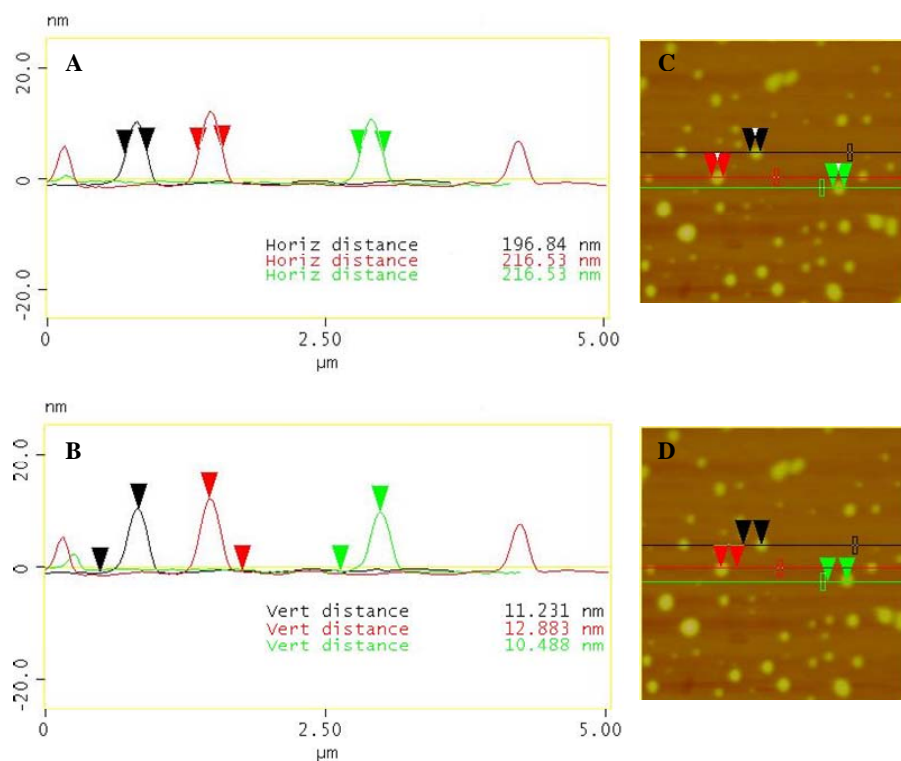 nm
A
C
20.0
0
-20.0
Horiz distance 196.84 nm
Horiz distance 216.53 nm
Horiz distance 216.53 nm
0 2.50 5.00
µm
nm
B
D
20.0
0
-20.0
Vert distance 11.231 nm
Vert distance 12.883 nm
Vert distance 10.488 nm
0 2.50 5.00
µm